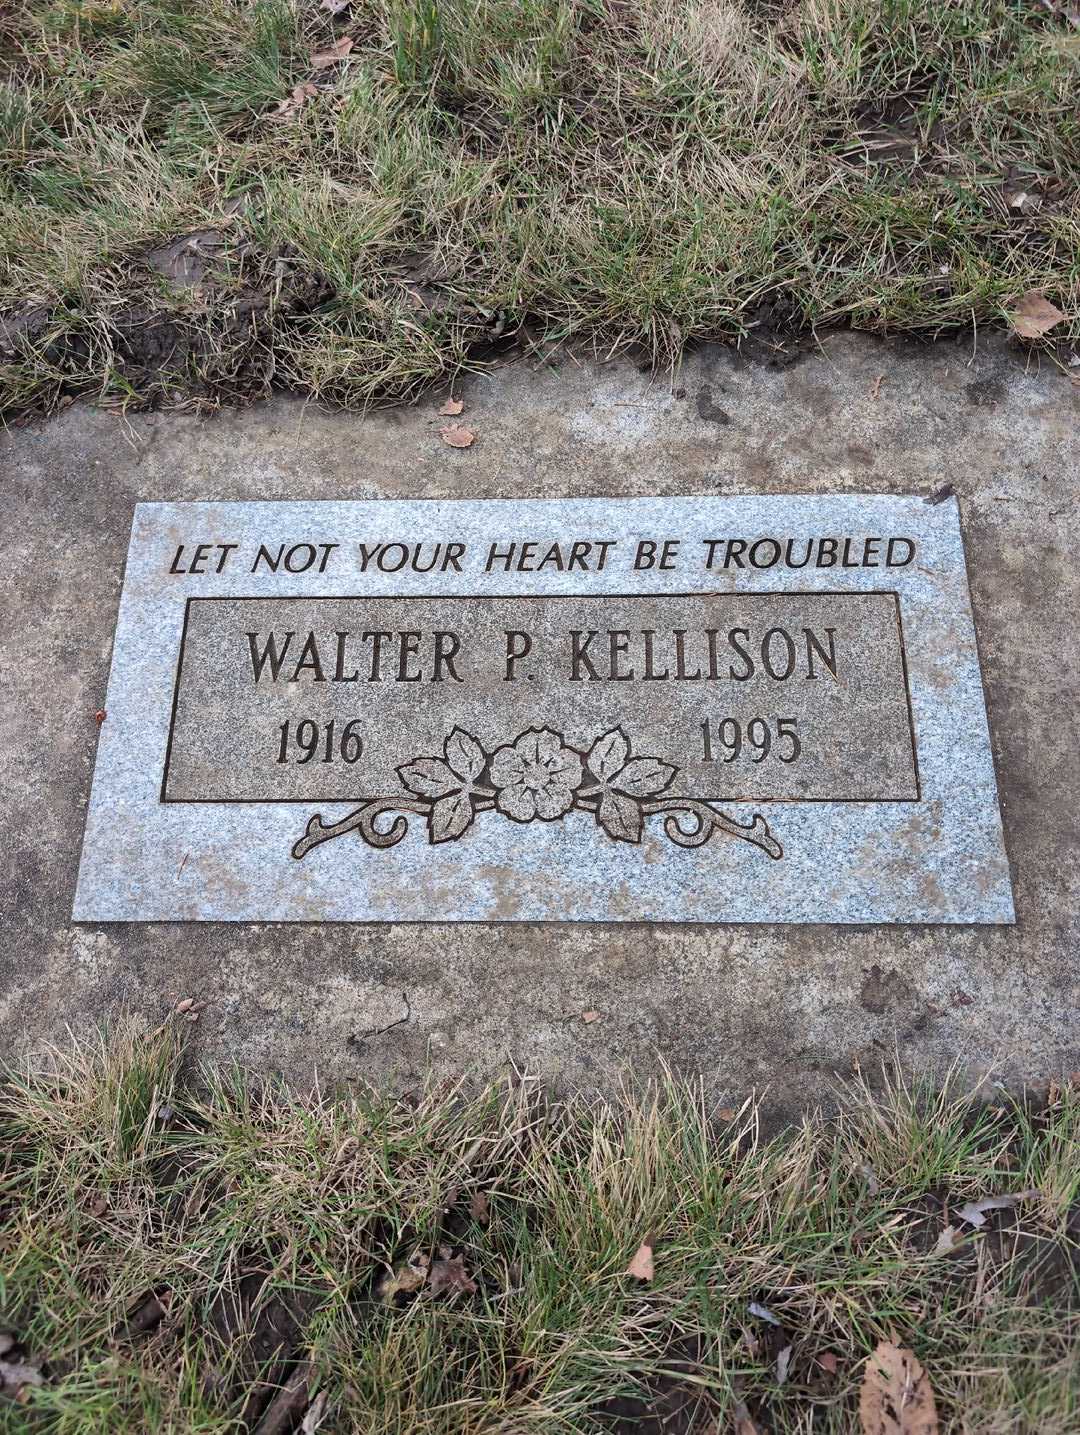 LET NOT YOUR HEART BE TROUBLED
WALTER P. KELLISON
1916 1995